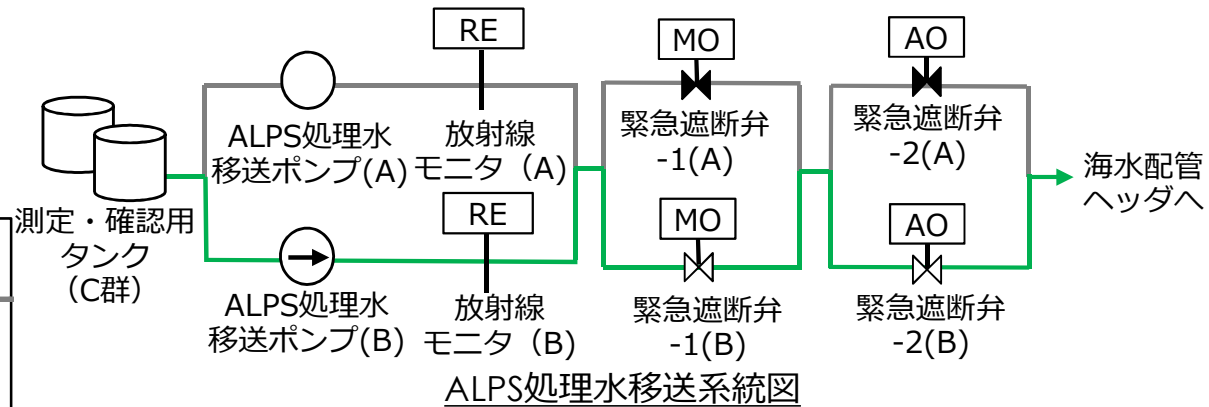 RE
MO
AO
ALPS処理水
移送ポンプ(A)
放射線
モニタ（A）
緊急遮断弁
-1(A)
緊急遮断弁
-2(A)
測定・確認用
タンク
（C群）
RE
MO
AO
海水配管
ヘッダへ
ALPS処理水
移送ポンプ(B)
放射線
モニタ（B）
緊急遮断弁
-1(B)
緊急遮断弁
-2(B)
ALPS処理水移送系統図